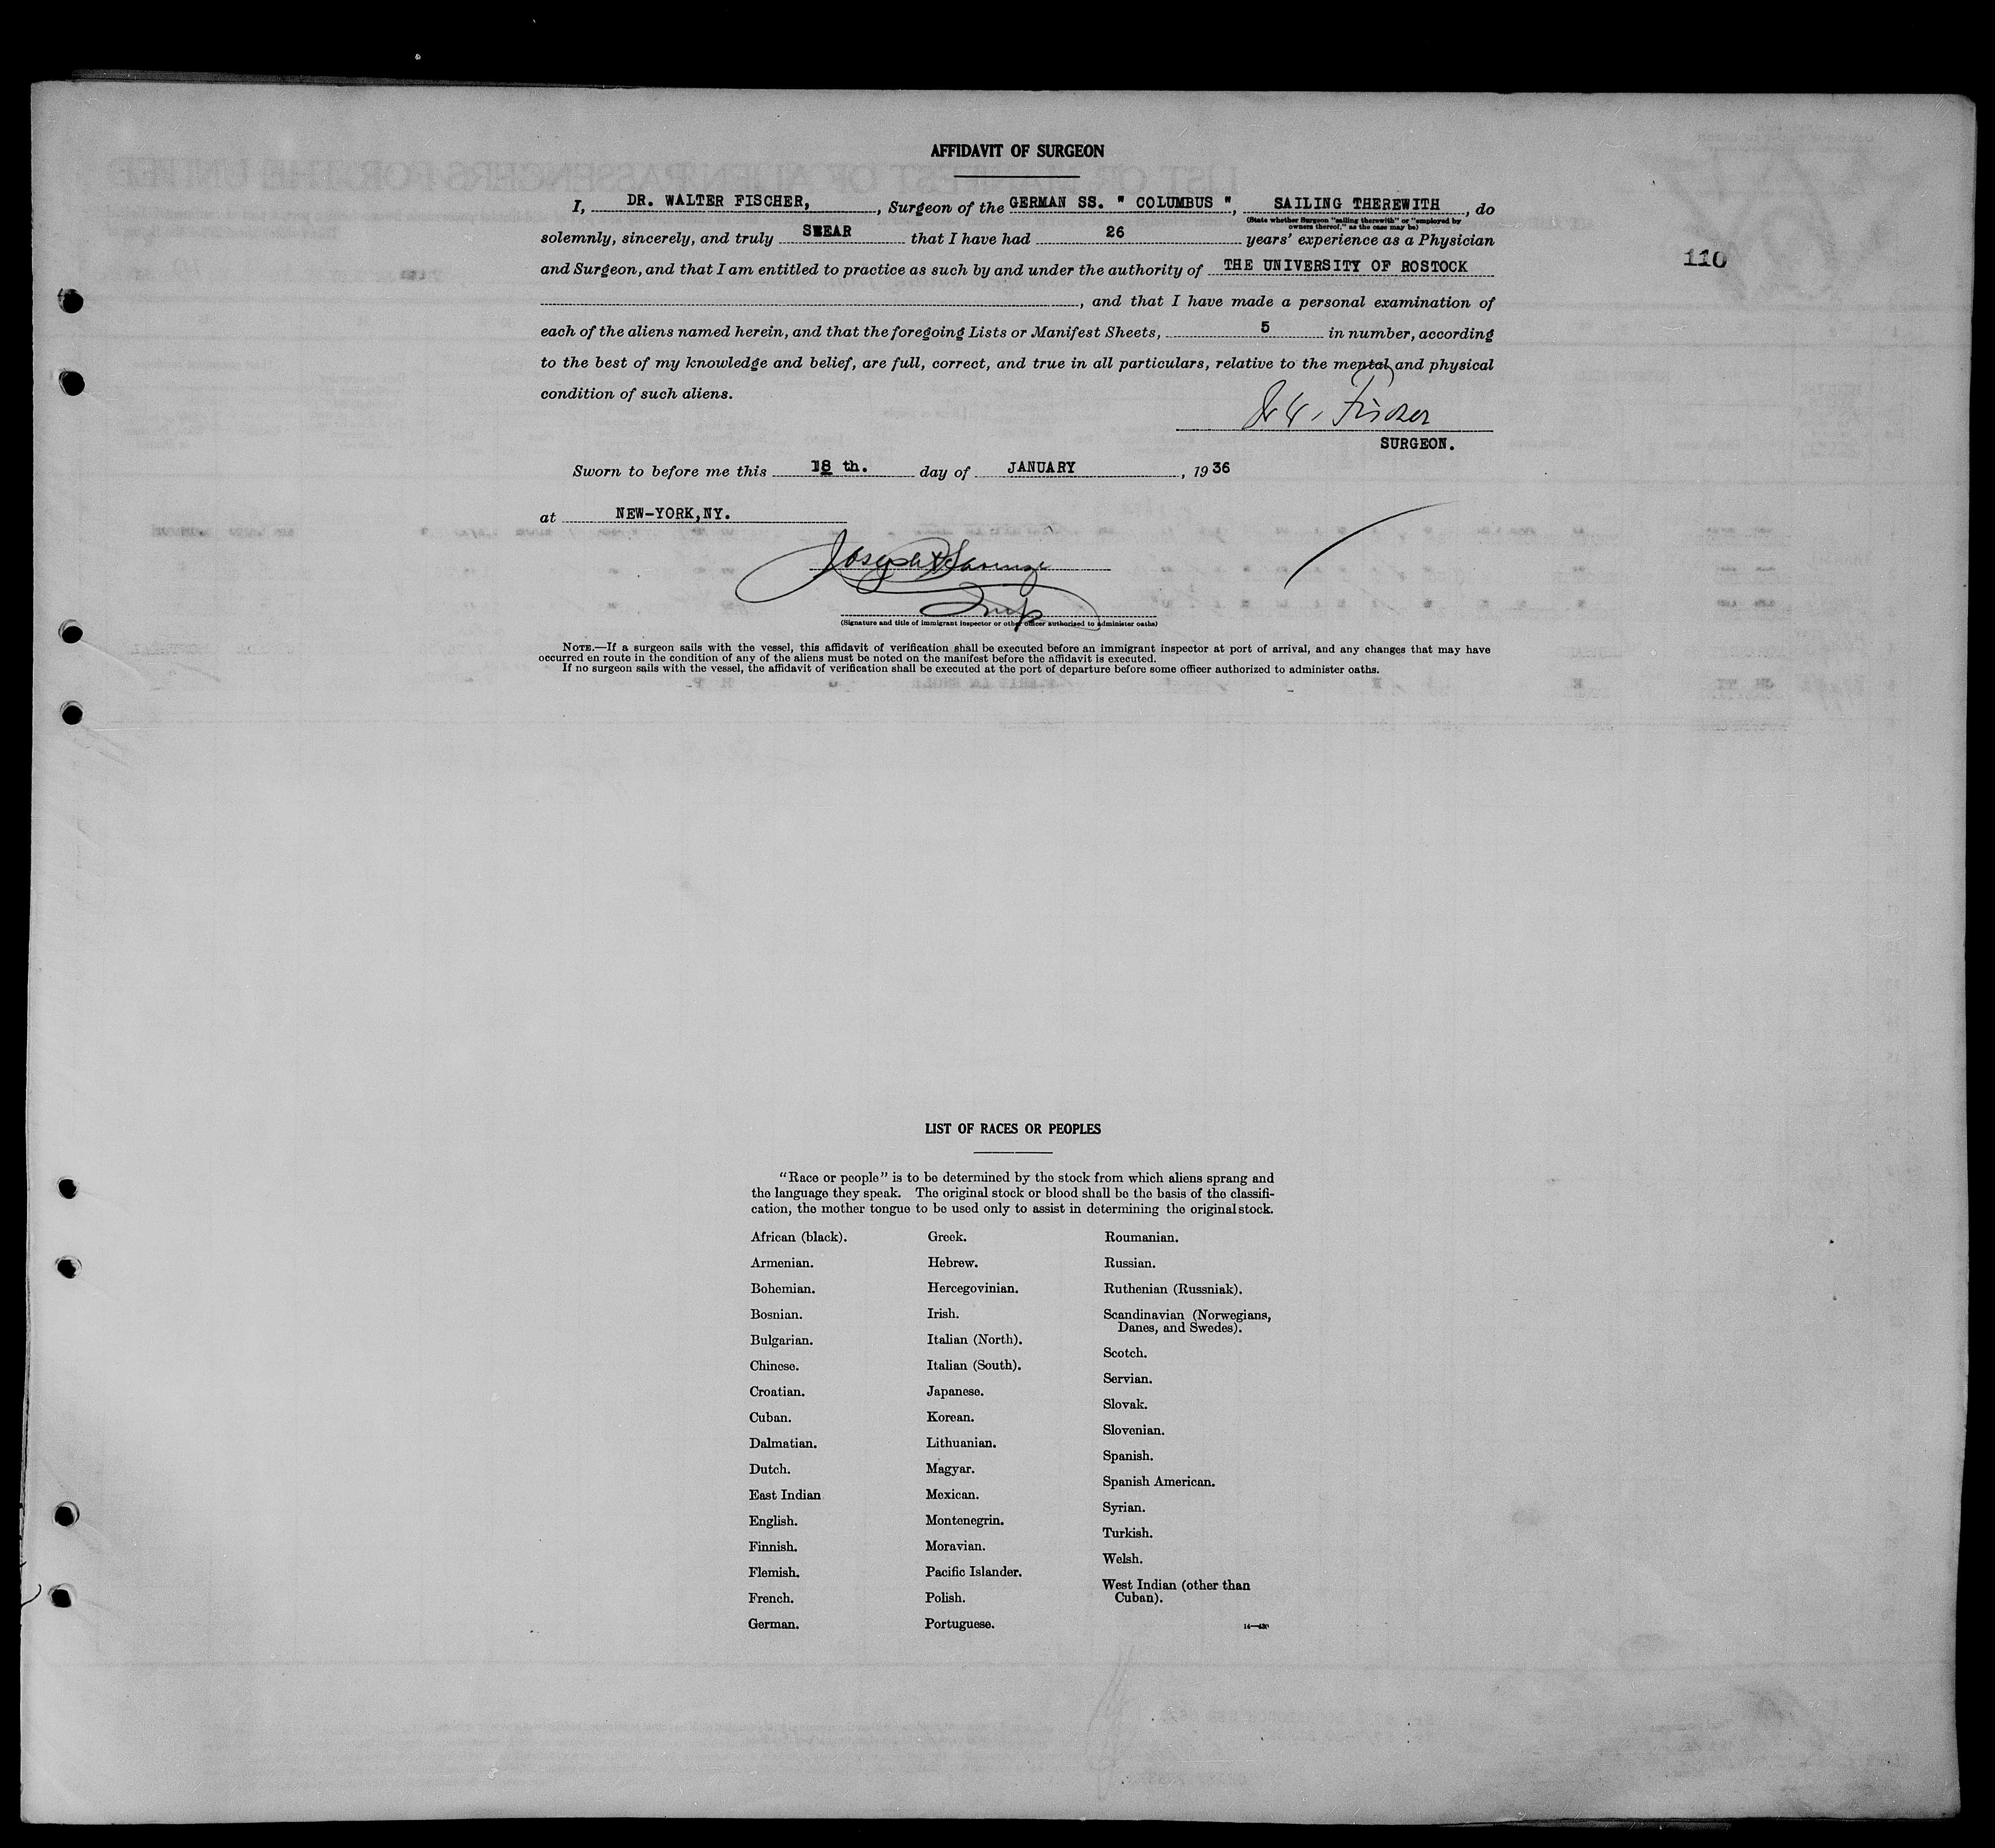 AFFIDAVIT OF SURGEON
I, DR. WALTER FISCHER, , Surgeon of the GERMAN SS. " COLUMBUS ", SAILING THEREWITH , do
(State whether Surgeon "sailing therewith" or "employed by
owners thereof," as the case may be)
solemnly, sincerely, and truly SWEAR that I have had 26 years' experience as a Physician
110
and Surgeon, and that I am entitled to practice as such by and under the authority of THE UNIVERSITY OF ROSTOCK
, and that I have made a personal examination of
each of the aliens named herein, and that the foregoing Lists or Manifest Sheets, 5 in number, according
to the best of my knowledge and belief, are full, correct, and true in all particulars, relative to the mental and physical
condition of such aliens.
Fischer
SURGEON.
Sworn to before me this 18 th. day of JANUARY , 19 36
at NEW-YORK,NY.
Joseph
Insp
(Signature and title of immigrant inspector or other officer authorized to administer oaths)
NOTE.—If a surgeon sails with the vessel, this affidavit of verification shall be executed before an immigrant inspector at port of arrival, and any changes that may have
occurred en route in the condition of any of the aliens must be noted on the manifest before the affidavit is executed.
If no surgeon sails with the vessel, the affidavit of verification shall be executed at the port of departure before some officer authorized to administer oaths.
LIST OF RACES OR PEOPLES
"Race or people" is to be determined by the stock from which aliens sprang and
the language they speak. The original stock or blood shall be the basis of the classifi-
cation, the mother tongue to be used only to assist in determining the original stock.
African (black).
Armenian.
Bohemian.
Bosnian.
Bulgarian.
Chinese.
Croatian.
Cuban.
Dalmatian.
Dutch.
East Indian
English.
Finnish.
Flemish.
French.
German.
Greek.
Hebrew.
Hercegovinian.
Irish.
Italian (North).
Italian (South).
Japanese.
Korean.
Lithuanian.
Magyar.
Mexican.
Montenegrin.
Moravian.
Pacific Islander.
Polish.
Portuguese.
Roumanian.
Russian.
Ruthenian (Russniak).
Scandinavian (Norwegians,
Danes, and Swedes).
Scotch.
Servian.
Slovak.
Slovenian.
Spanish.
Spanish American.
Syrian.
Turkish.
Welsh.
West Indian (other than
Cuban).